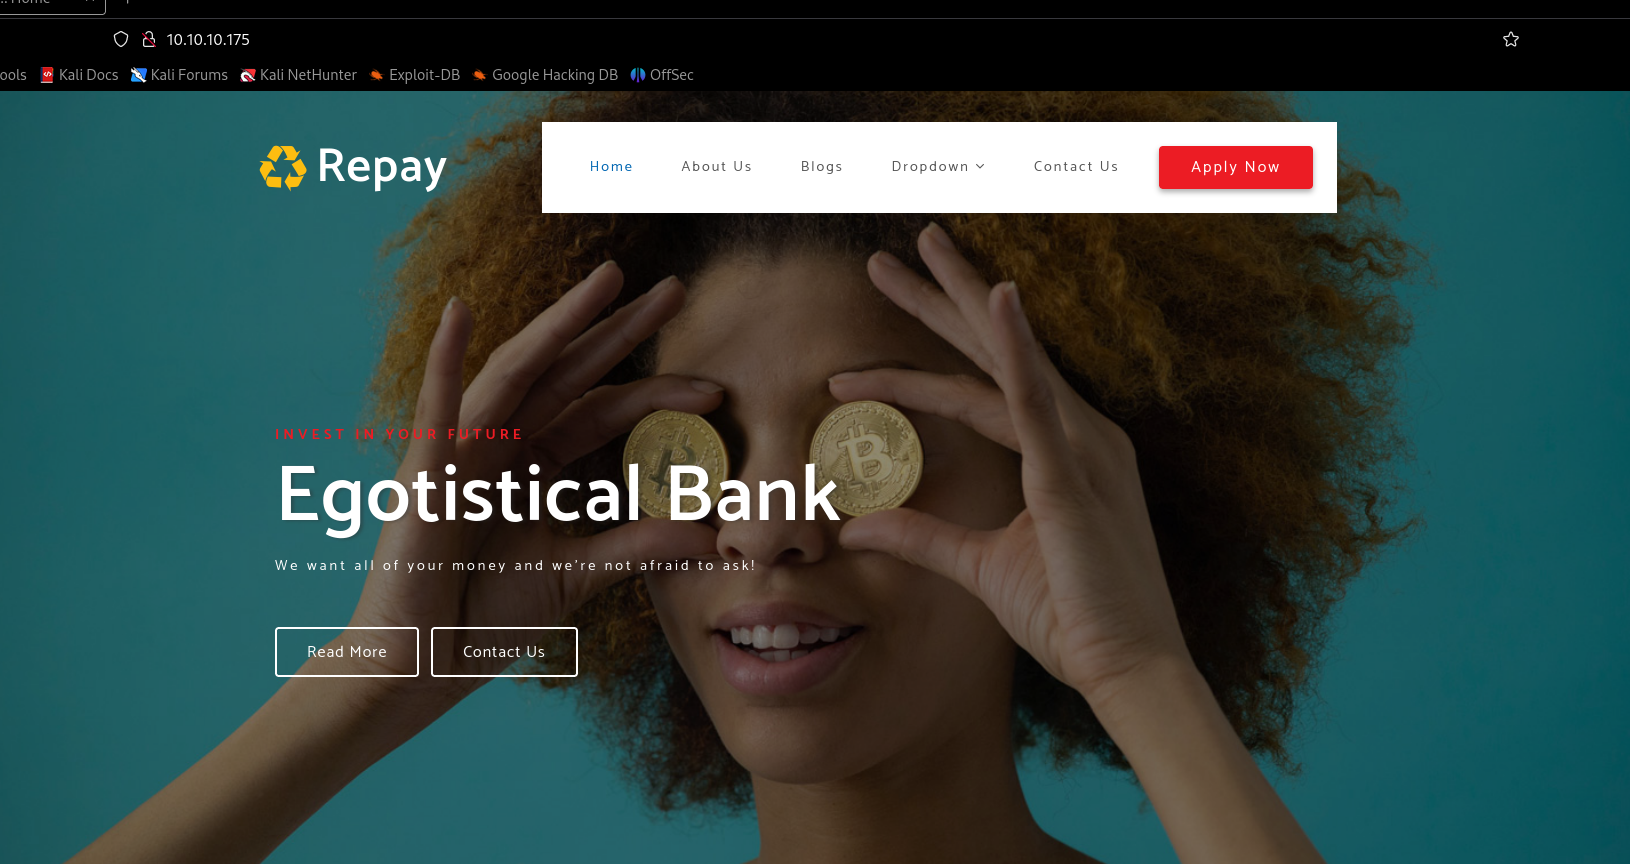 Home
10.10.10.175
ools Kali Docs Kali Forums Kali NetHunter Exploit-DB Google Hacking DB OffSec
Repay Home About Us Blogs Dropdown Contact Us Apply Now
INVEST IN YOUR FUTURE
Egotistical Bank
We want all of your money and we're not afraid to ask!
Read More Contact Us